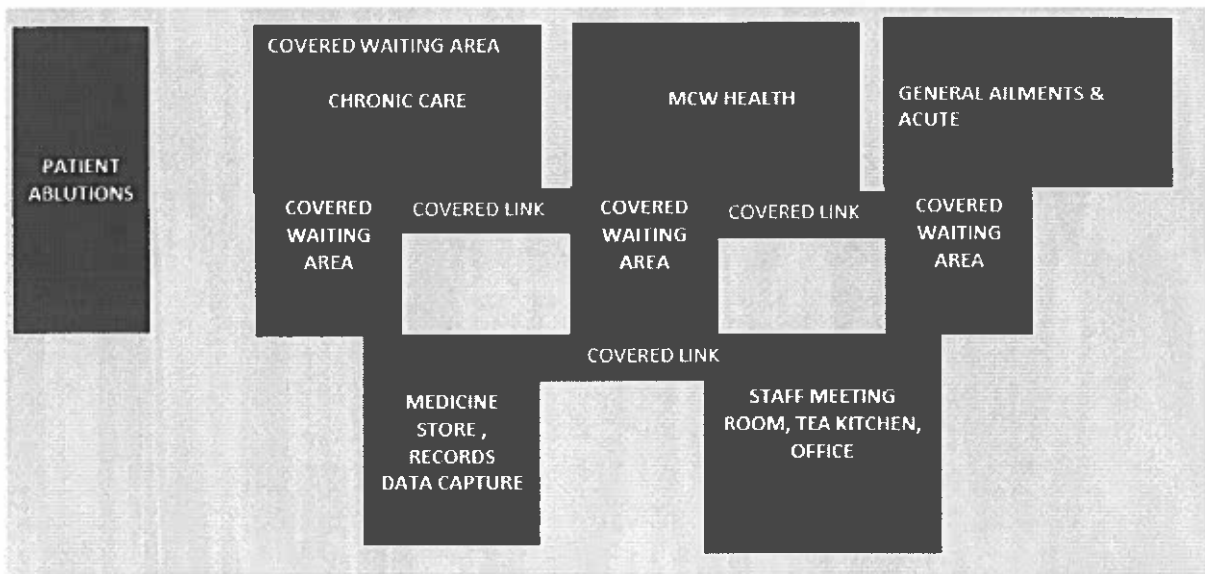 COVERED WAITING AREA
CHRONIC CARE
MCW HEALTH
GENERAL AILMENTS &
ACUTE
PATIENT
ABLUTIONS
COVERED
WAITING
AREA
COVERED LINK
COVERED
WAITING
AREA
COVERED LINK
COVERED
WAITING
AREA
COVERED LINK
MEDICINE
STORE ,
RECORDS
DATA CAPTURE
STAFF MEETING
ROOM, TEA KITCHEN,
OFFICE